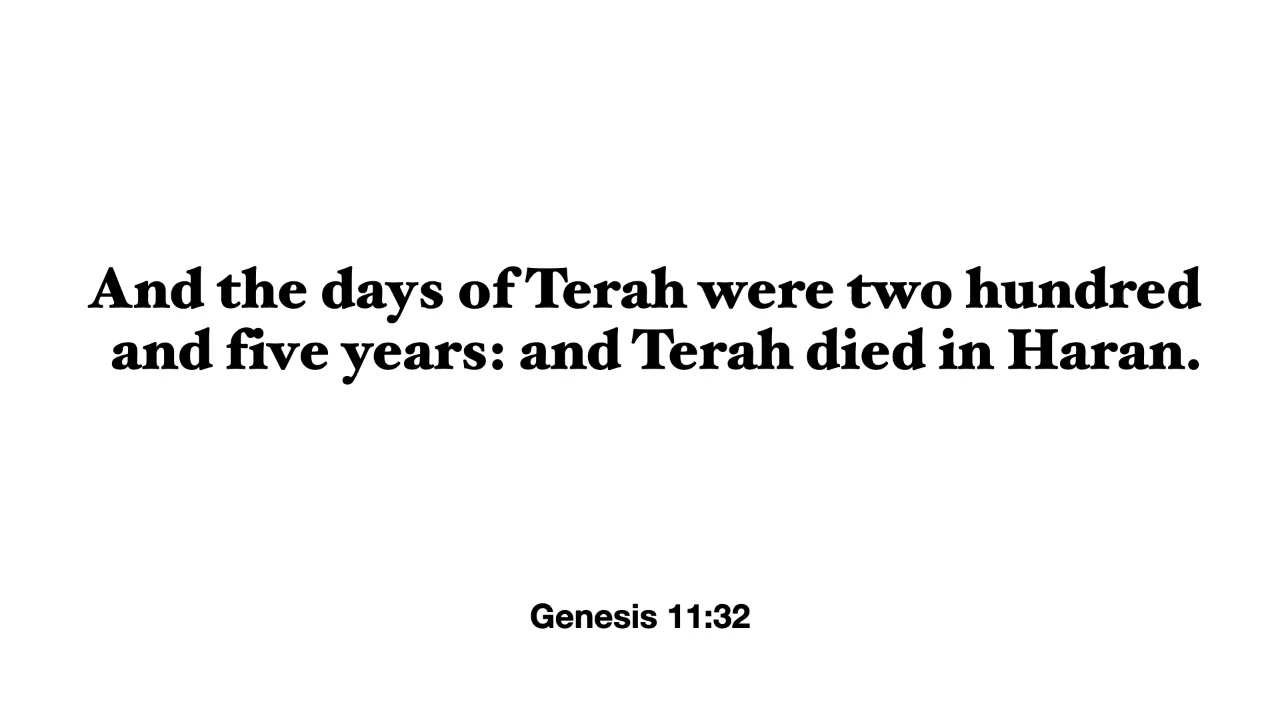 And the days of Terah were two hundred
and five years: and Terah died in Haran.
Genesis 11:32